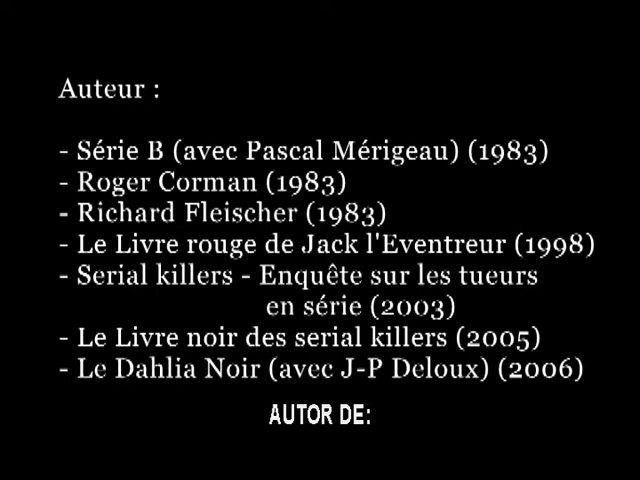 Auteur :
- Série B (avec Pascal Mérigeau) (1983)
- Roger Corman (1983)
- Richard Fleischer (1983)
- Le Livre rouge de Jack l'Eventreur (1998)
- Serial killers - Enquête sur les tueurs
en série (2003)
- Le Livre noir des serial killers (2005)
- Le Dahlia Noir (avec J-P Deloux) (2006)
AUTOR DE: